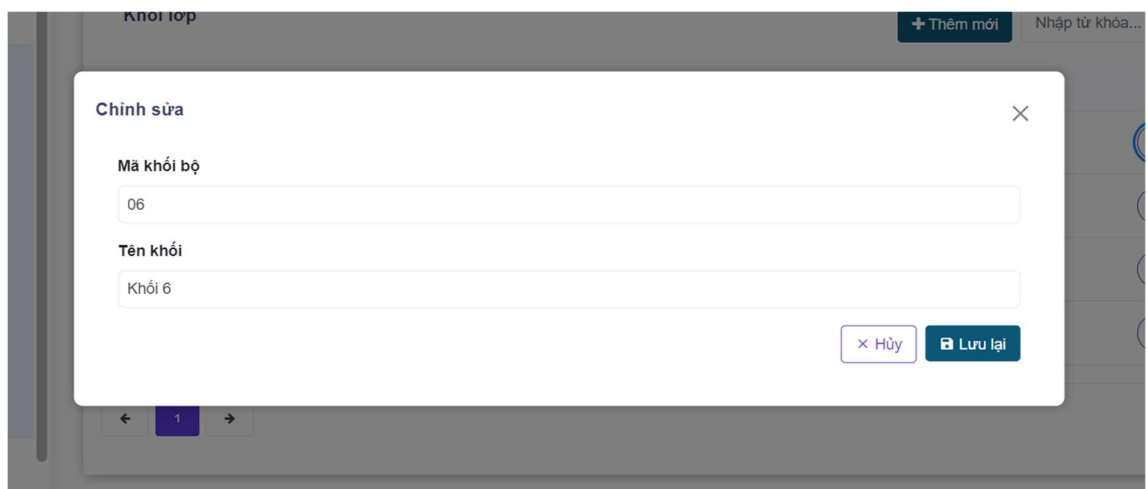 Khối lớp
Thêm mới
Nhập từ khóa...
Chỉnh sửa
Mã khối bộ
06
Tên khối
Khối 6
Hủy
Lưu lại
1